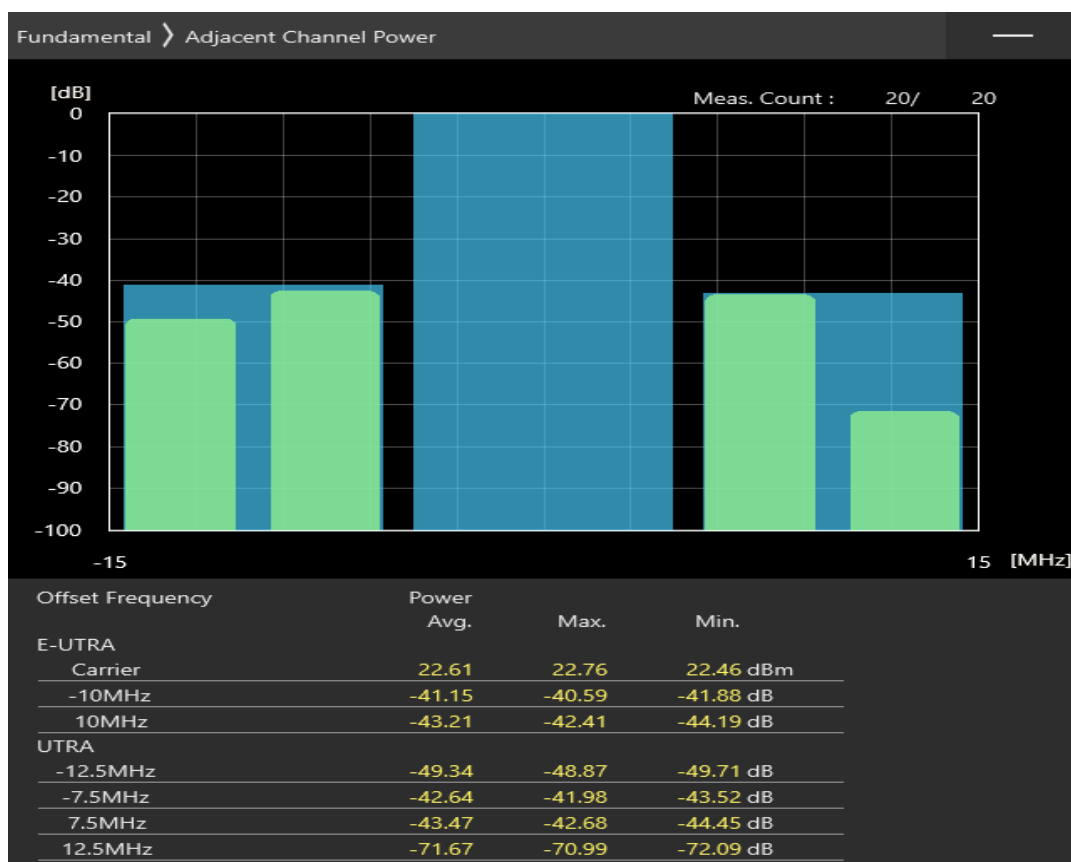 Fundamental ❭ Adjacent Channel Power
[dB]
Meas. Count : 20/ 20
0
-10
-20
-30
-40
-50
-60
-70
-80
-90
-100
-15 15 [MHz]
Offset Frequency Power
Avg. Max. Min.
E-UTRA
Carrier 22.61 22.76 22.46 dBm
-10MHz -41.15 -40.59 -41.88 dB
10MHz -43.21 -42.41 -44.19 dB
UTRA
-12.5MHz -49.34 -48.87 -49.71 dB
-7.5MHz -42.64 -41.98 -43.52 dB
7.5MHz -43.47 -42.68 -44.45 dB
12.5MHz -71.67 -70.99 -72.09 dB